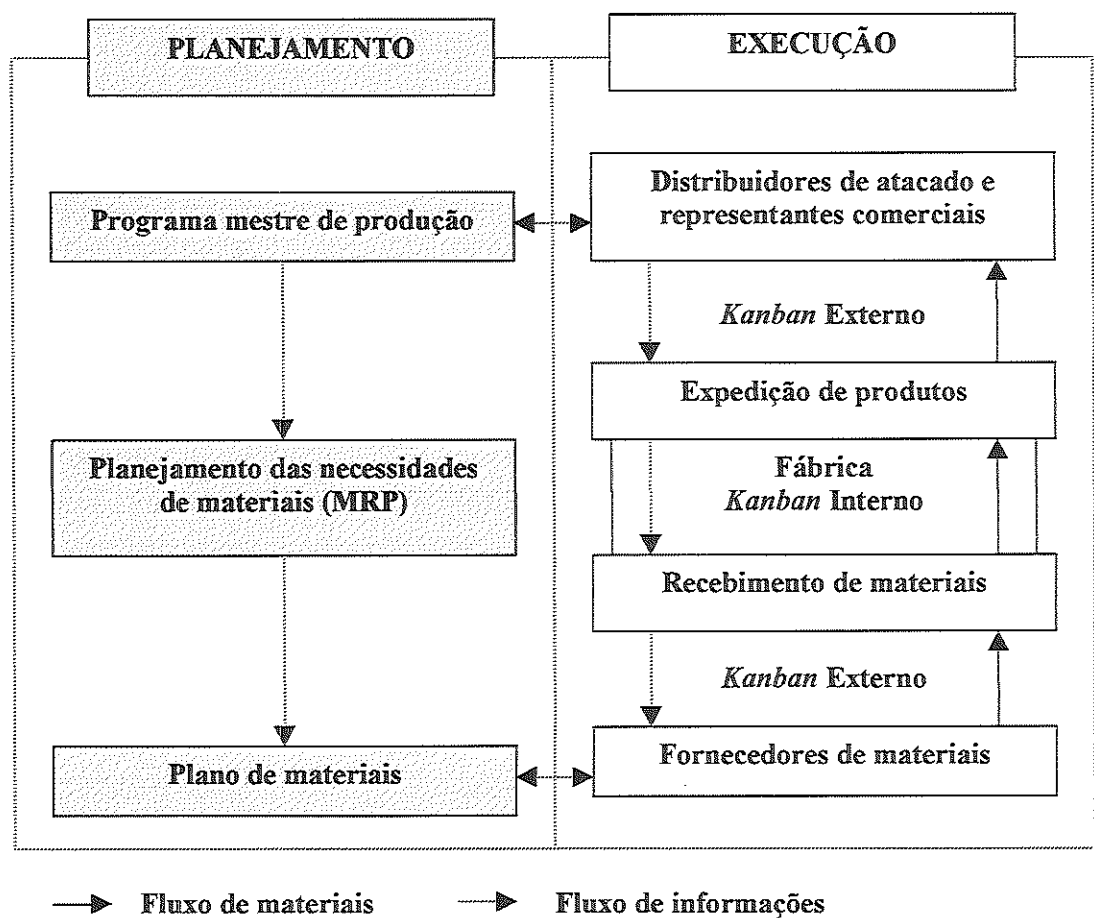 PLANEJAMENTO
EXECUÇÃO
Programa mestre de produção
Distribuidores de atacado e
representantes comerciais
Kanban Externo
Expedição de produtos
Planejamento das necessidades
de materiais (MRP)
Fábrica
Kanban Interno
Recebimento de materiais
Kanban Externo
Plano de materiais
Fornecedores de materiais
Fluxo de materiais
Fluxo de informações